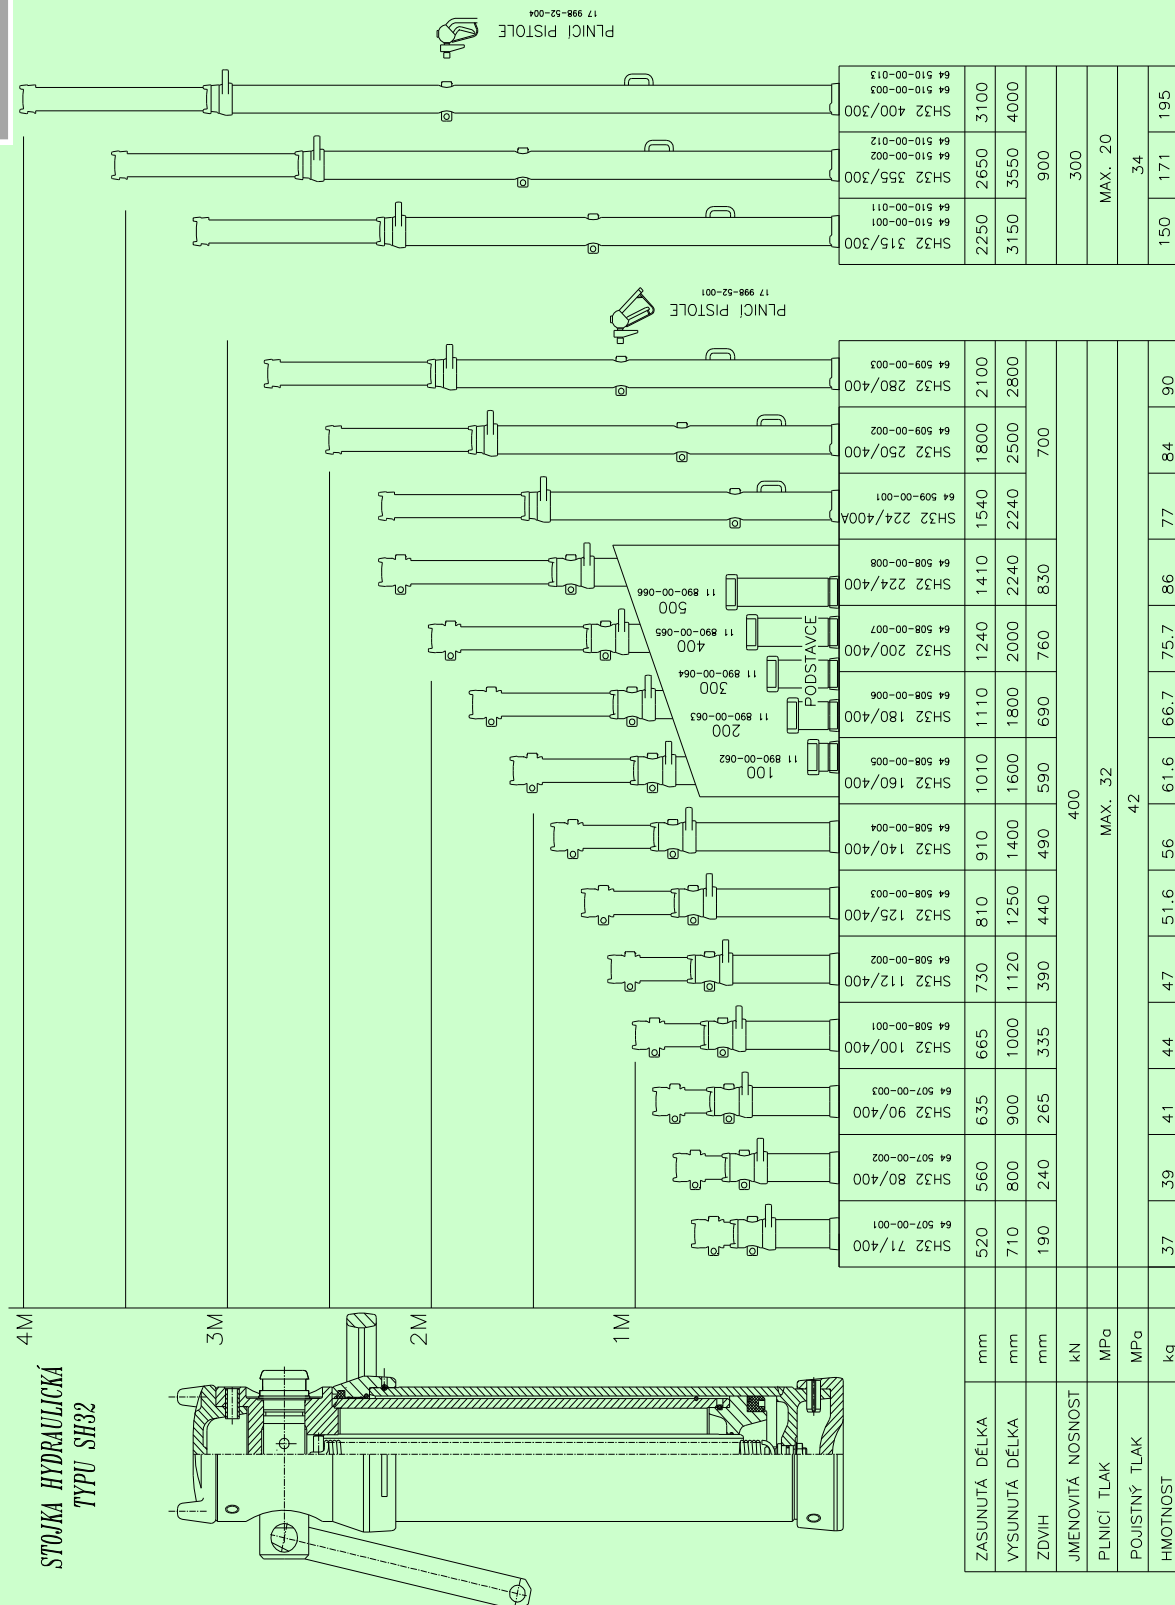 STOJKA HYDRAULICKÁ
TYPU SH32
4M
3M
2M
1M
PLNICÍ PISTOLE
17 998-52-004
PLNICÍ PISTOLE
17 998-52-001
PODSTAVCE
100
11 890-00-062
200
11 890-00-063
300
11 890-00-064
400
11 890-00-065
500
11 890-00-066
SH32 71/400
64 507-00-001
SH32 80/400
64 507-00-002
SH32 90/400
64 507-00-003
SH32 100/400
64 508-00-001
SH32 112/400
64 508-00-002
SH32 125/400
64 508-00-003
SH32 140/400
64 508-00-004
SH32 160/400
64 508-00-005
SH32 180/400
64 508-00-006
SH32 200/400
64 508-00-007
SH32 224/400
64 508-00-008
SH32 224/400A
64 509-00-001
SH32 250/400
64 509-00-002
SH32 280/400
64 509-00-003
SH32 315/300
64 510-00-001
64 510-00-011
SH32 355/300
64 510-00-002
64 510-00-012
SH32 400/300
64 510-00-003
64 510-00-013
ZASUNUTÁ DÉLKA mm 520 560 635 665 730 810 910 1010 1110 1240 1410 1540 1800 2100 2250 2650 3100
VYSUNUTÁ DÉLKA mm 710 800 900 1000 1120 1250 1400 1600 1800 2000 2240 2240 2500 2800 3150 3550 4000
ZDVIH mm 190 240 265 335 390 440 490 590 690 760 830 700 900
JMENOVITÁ NOSNOST kN 400 300
PLNICÍ TLAK MPa MAX. 32 MAX. 20
POJISTNÝ TLAK MPa 42 34
HMOTNOST kg 37 39 41 44 47 51.6 56 61.6 66.7 75.7 86 77 84 90 150 171 195